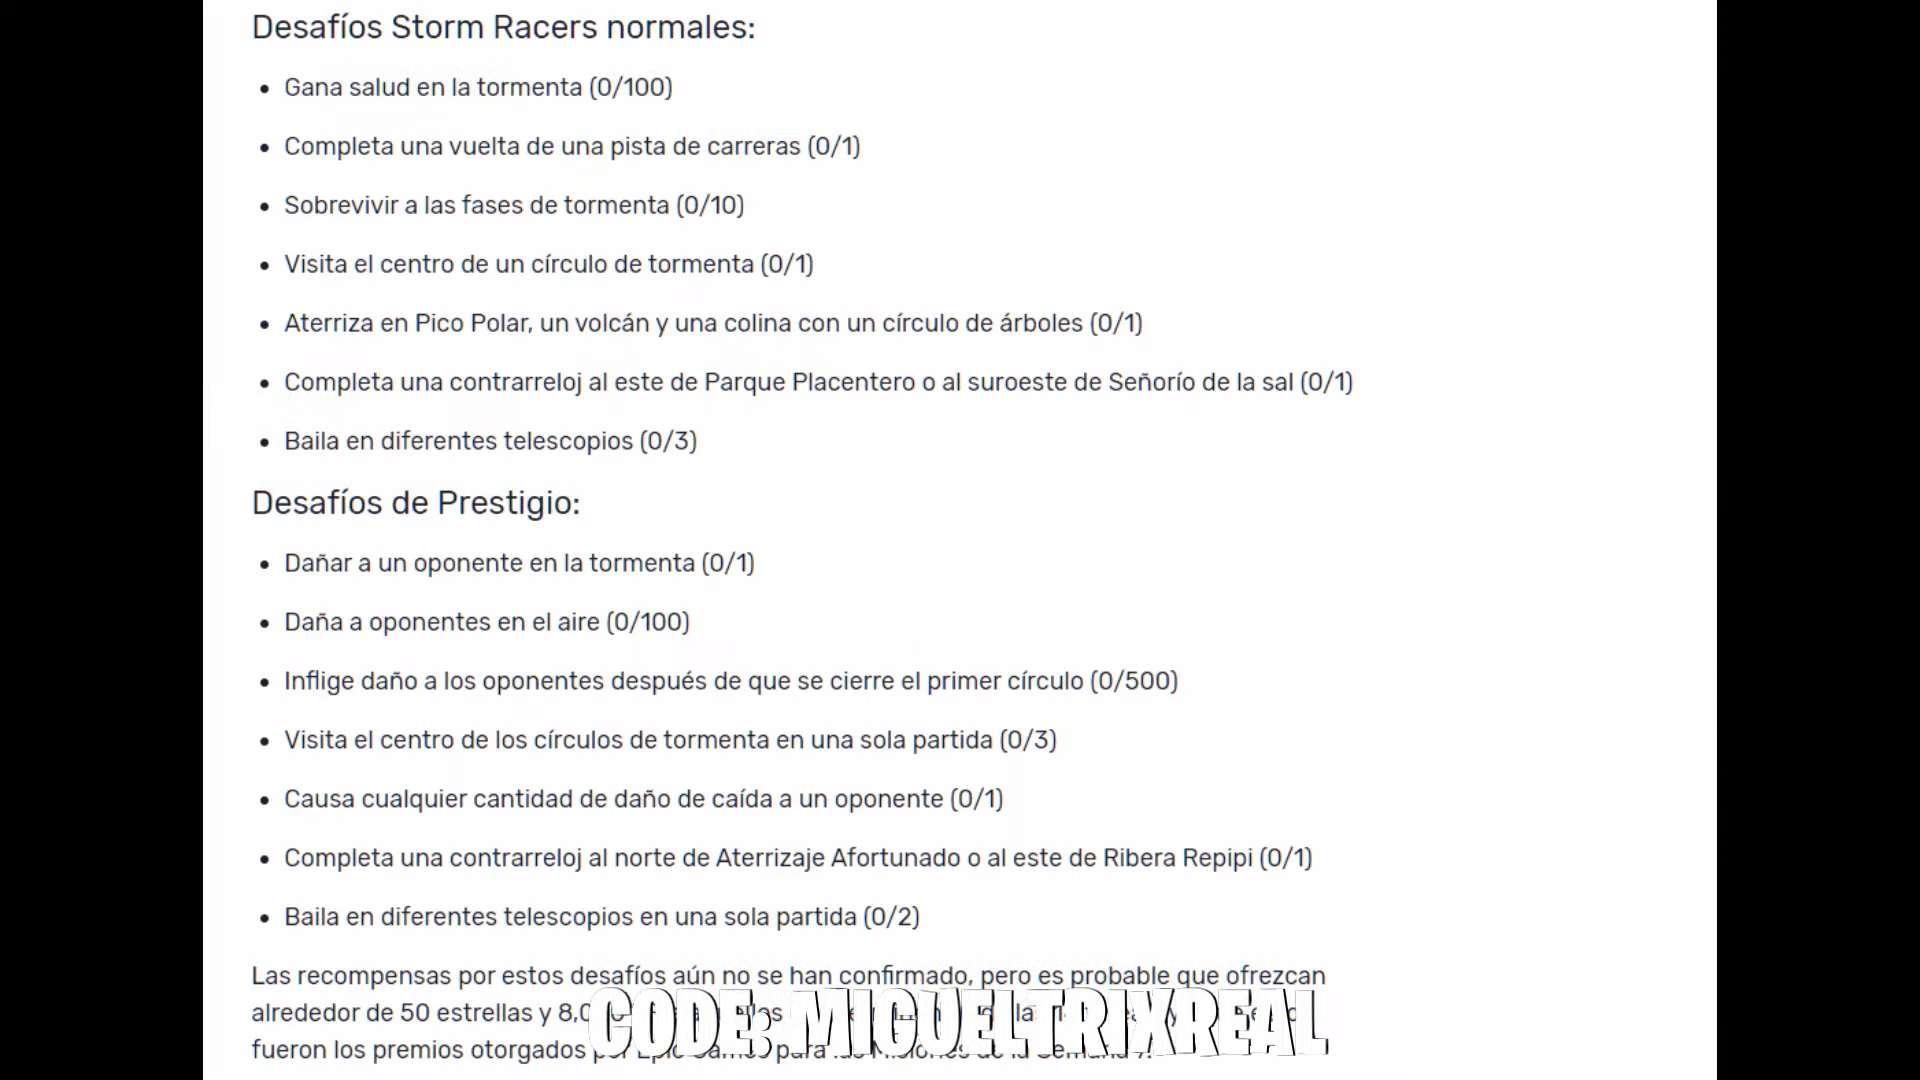 Desafíos Storm Racers normales:
• Gana salud en la tormenta (0/100)
• Completa una vuelta de una pista de carreras (0/1)
• Sobrevivir a las fases de tormenta (0/10)
• Visita el centro de un círculo de tormenta (0/1)
• Aterriza en Pico Polar, un volcán y una colina con un círculo de árboles (0/1)
• Completa una contrarreloj al este de Parque Placentero o al suroeste de Señorío de la sal (0/1)
• Baila en diferentes telescopios (0/3)
Desafíos de Prestigio:
• Dañar a un oponente en la tormenta (0/1)
• Daña a oponentes en el aire (0/100)
• Inflige daño a los oponentes después de que se cierre el primer círculo (0/500)
• Visita el centro de los círculos de tormenta en una sola partida (0/3)
• Causa cualquier cantidad de daño de caída a un oponente (0/1)
• Completa una contrarreloj al norte de Aterrizaje Afortunado o al este de Ribera Repipi (0/1)
• Baila en diferentes telescopios en una sola partida (0/2)
Las recompensas por estos desafíos aún no se han confirmado, pero es probable que ofrezcan
alrededor de 50 estrellas y
CODE: MIGUELTRIXREAL
fueron los premios otorgados por Epic Games para las Misiones de la Semana